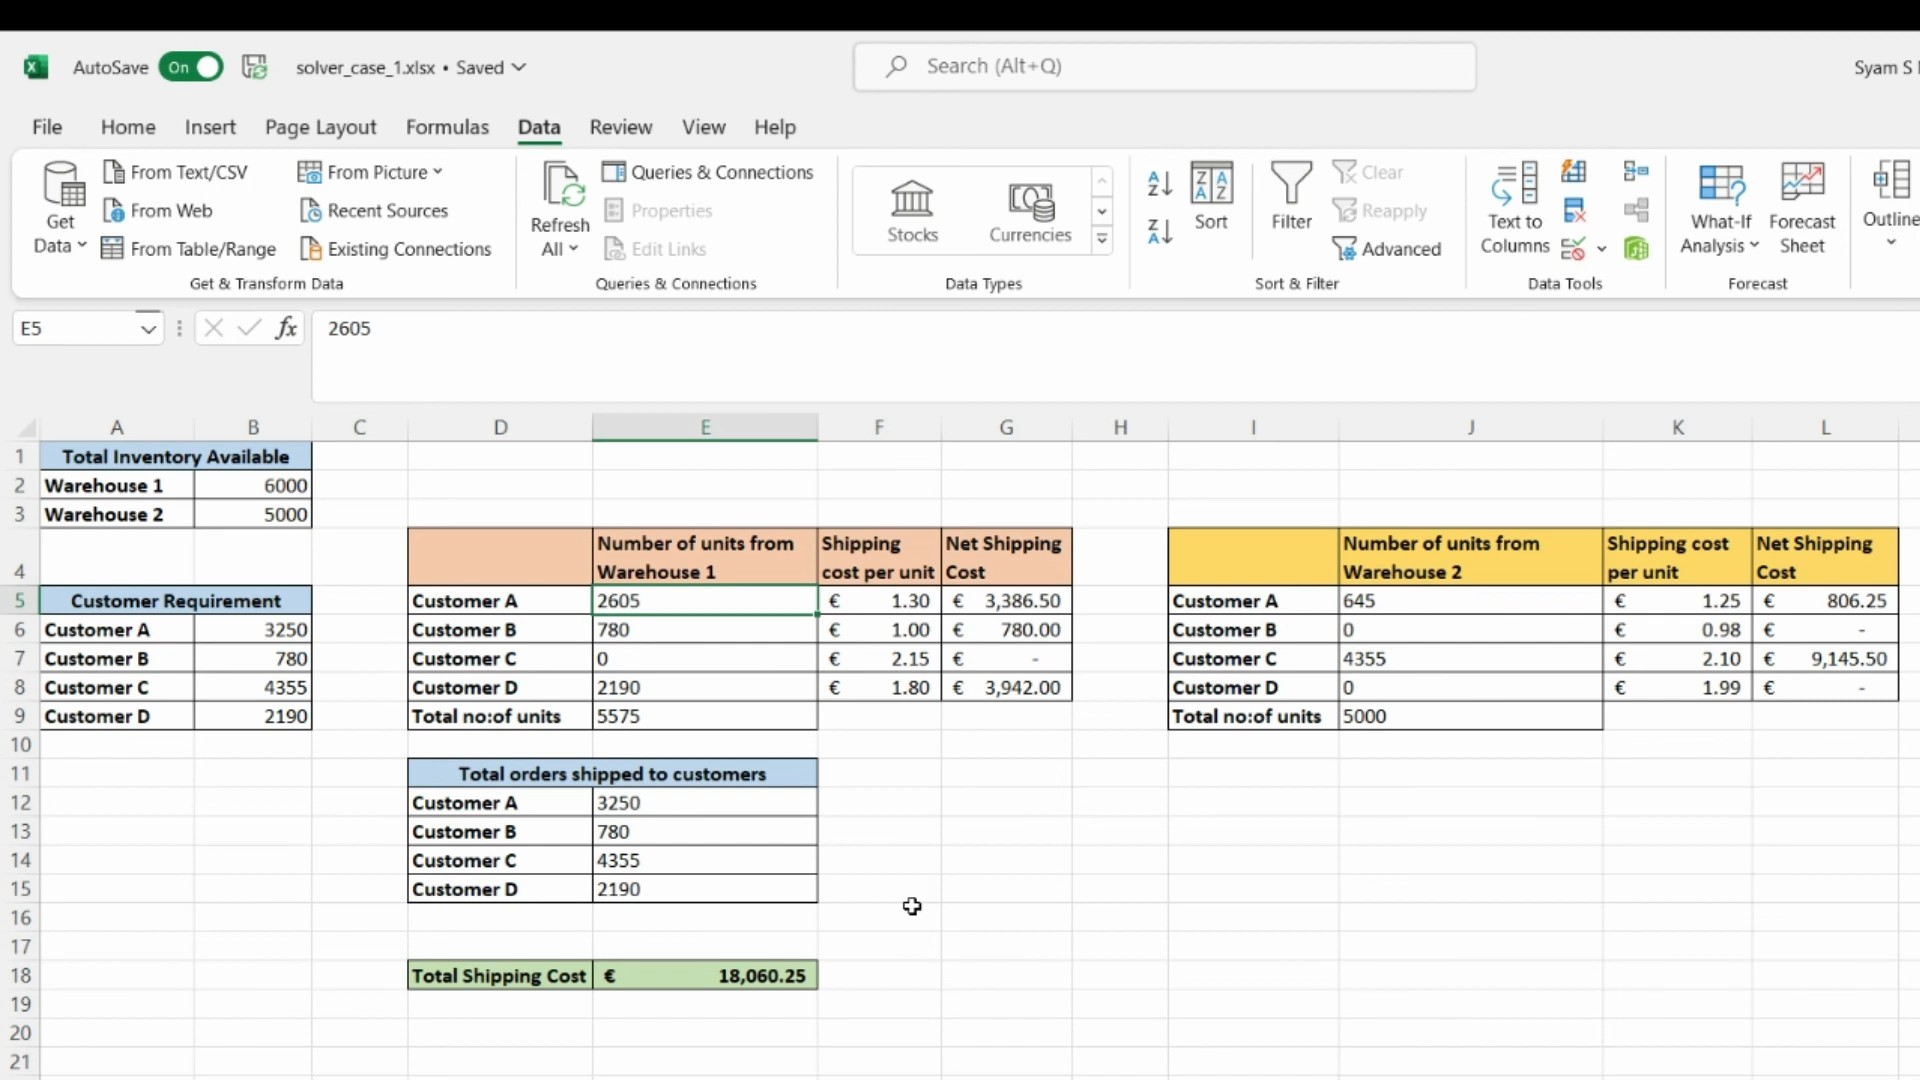 AutoSave On solver_case_1.xlsx • Saved Search (Alt+Q) Syam S
File Home Insert Page Layout Formulas Data Review View Help
Get Data
From Text/CSV
From Web
From Table/Range
From Picture
Recent Sources
Existing Connections
Get & Transform Data
Refresh All
Queries & Connections
Properties
Edit Links
Queries & Connections
Stocks
Currencies
Data Types
Sort
Filter
Clear
Reapply
Advanced
Sort & Filter
Text to Columns
Data Tools
What-If Analysis
Forecast Sheet
Forecast
Outline
E5 fx 2605
A B C D E F G H I J K L
1 Total Inventory Available
2 Warehouse 1 6000
3 Warehouse 2 5000
4 Number of units from Warehouse 1 Shipping cost per unit Net Shipping Cost Number of units from Warehouse 2 Shipping cost per unit Net Shipping Cost
5 Customer Requirement Customer A 2605 € 1.30 € 3,386.50 Customer A 645 € 1.25 € 806.25
6 Customer A 3250 Customer B 780 € 1.00 € 780.00 Customer B 0 € 0.98 € -
7 Customer B 780 Customer C 0 € 2.15 € - Customer C 4355 € 2.10 € 9,145.50
8 Customer C 4355 Customer D 2190 € 1.80 € 3,942.00 Customer D 0 € 1.99 € -
9 Customer D 2190 Total no:of units 5575 Total no:of units 5000
10
11 Total orders shipped to customers
12 Customer A 3250
13 Customer B 780
14 Customer C 4355
15 Customer D 2190
16
17
18 Total Shipping Cost € 18,060.25
19
20
21